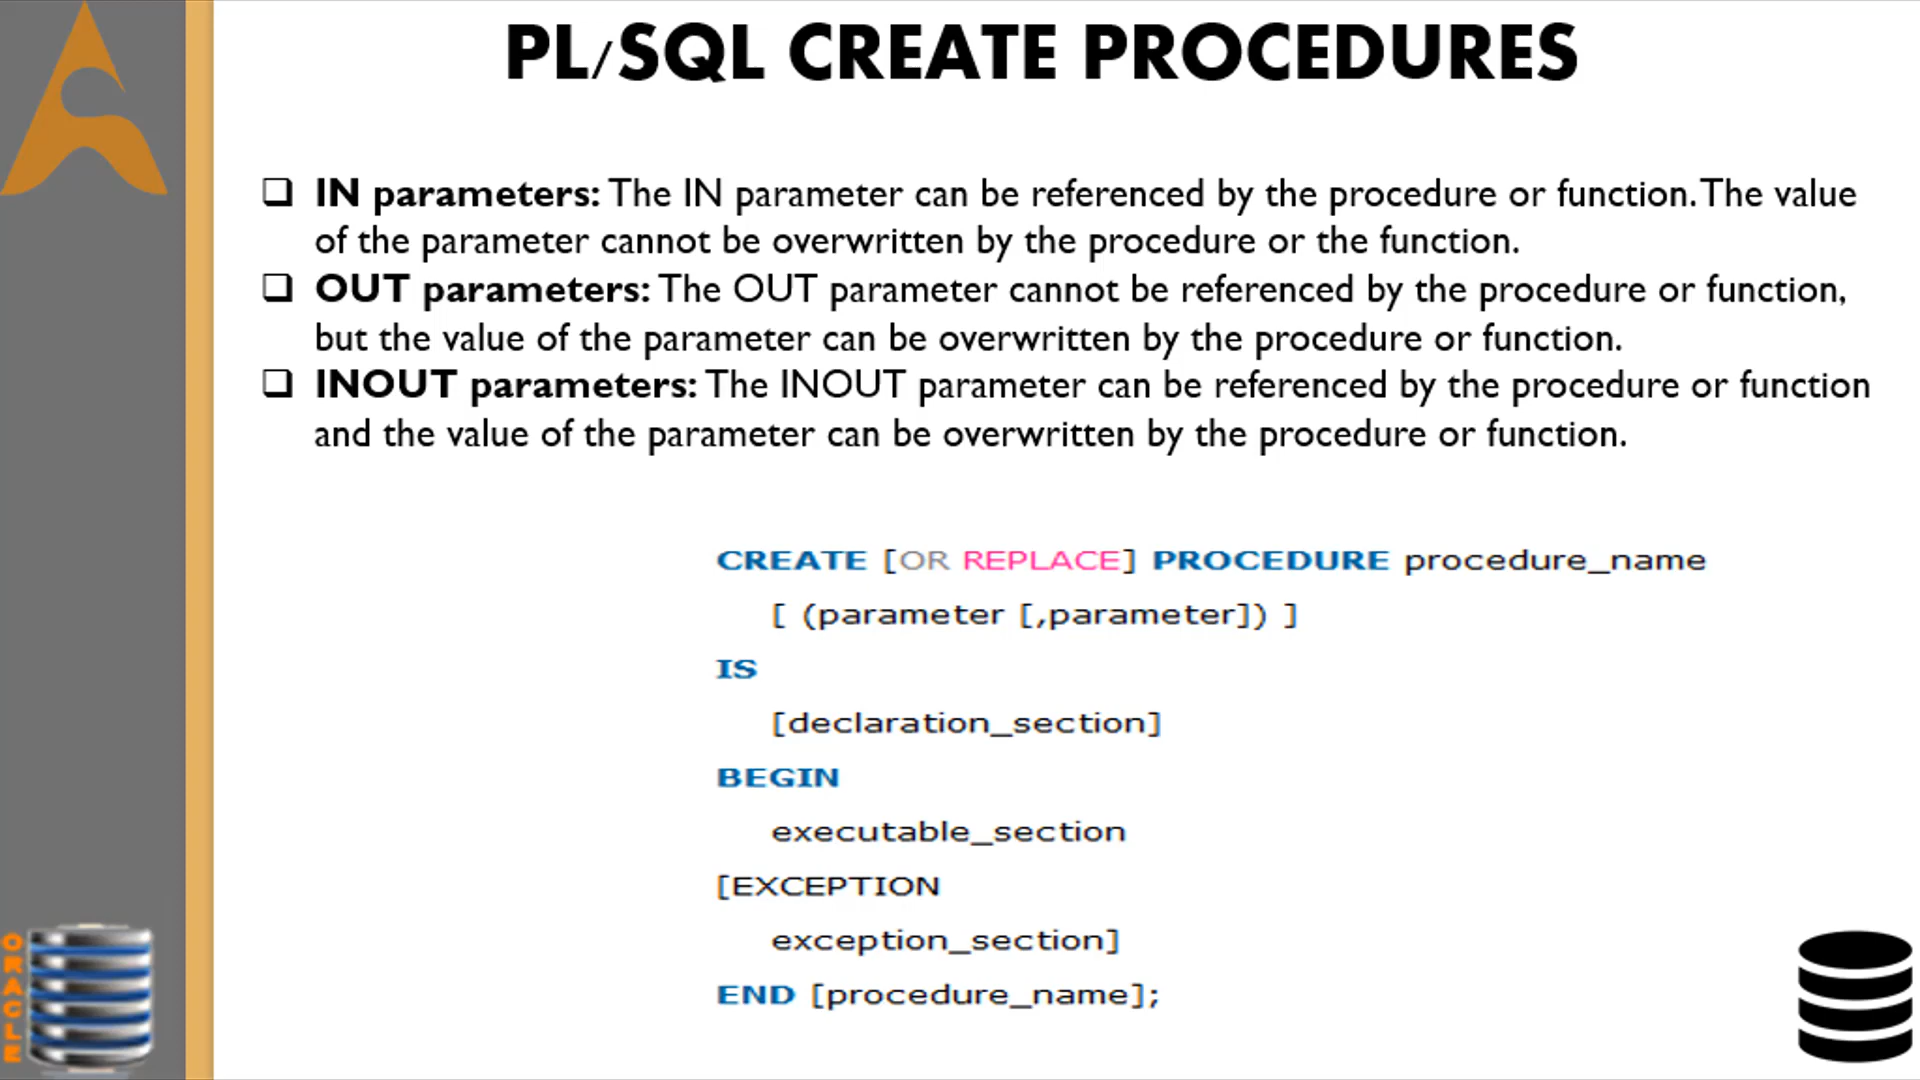 PL/SQL CREATE PROCEDURES
IN parameters: The IN parameter can be referenced by the procedure or function. The value
of the parameter cannot be overwritten by the procedure or the function.
OUT parameters: The OUT parameter cannot be referenced by the procedure or function,
but the value of the parameter can be overwritten by the procedure or function.
INOUT parameters: The INOUT parameter can be referenced by the procedure or function
and the value of the parameter can be overwritten by the procedure or function.
CREATE [OR REPLACE] PROCEDURE procedure_name
[ (parameter [,parameter]) ]
IS
[declaration_section]
BEGIN
executable_section
[EXCEPTION
exception_section]
END [procedure_name];
ORACLE